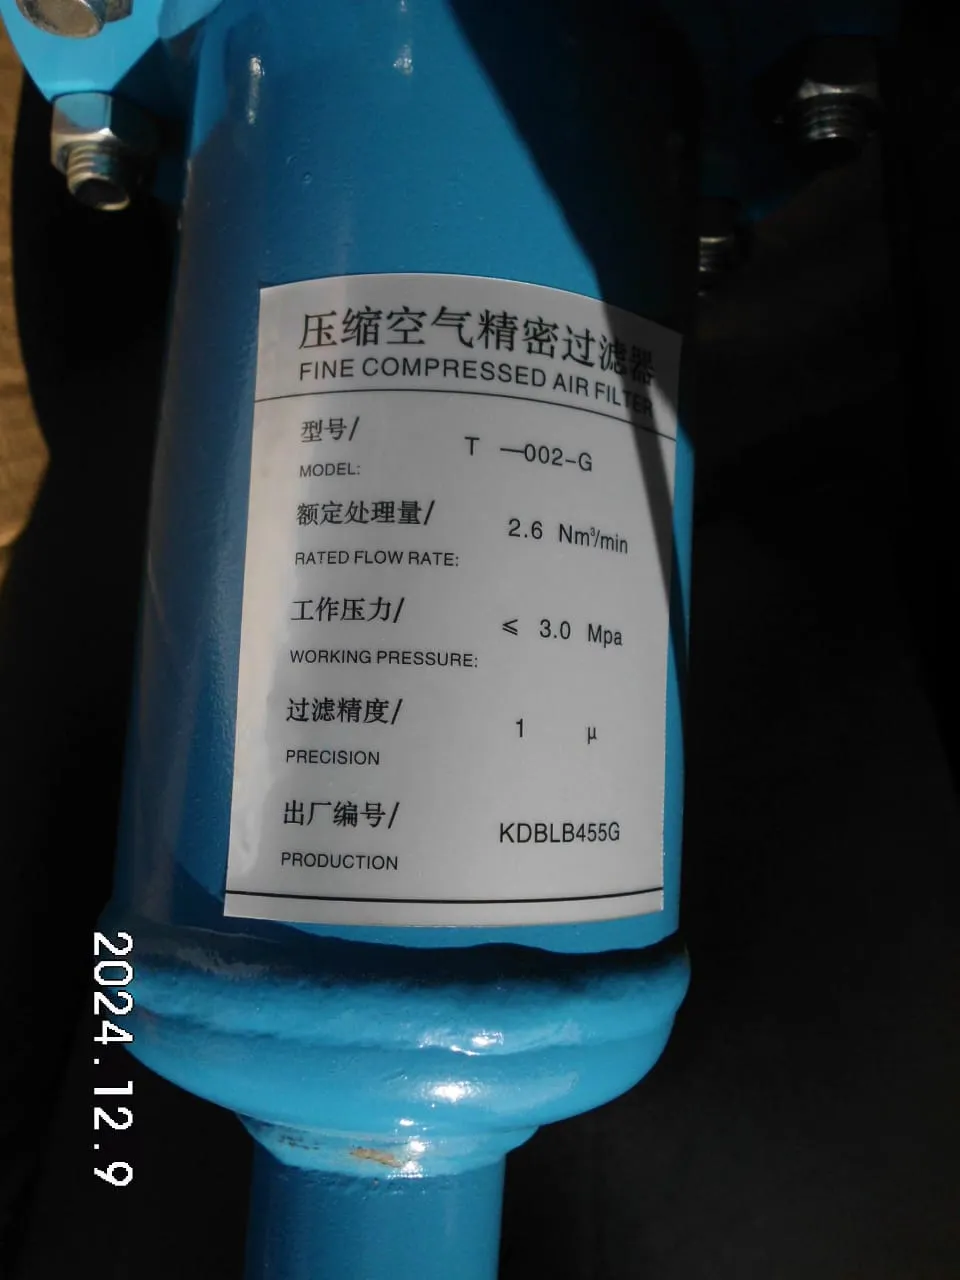 压缩空气精密过滤器
FINE COMPRESSED AIR FILTER
型号/
MODEL:
T —002-G
额定处理量/
RATED FLOW RATE:
2.6 Nm³/min
工作压力/
WORKING PRESSURE:
≤ 3.0 Mpa
过滤精度/
PRECISION
1 μ
出厂编号/
PRODUCTION
KDBLB455G
2024.12.9